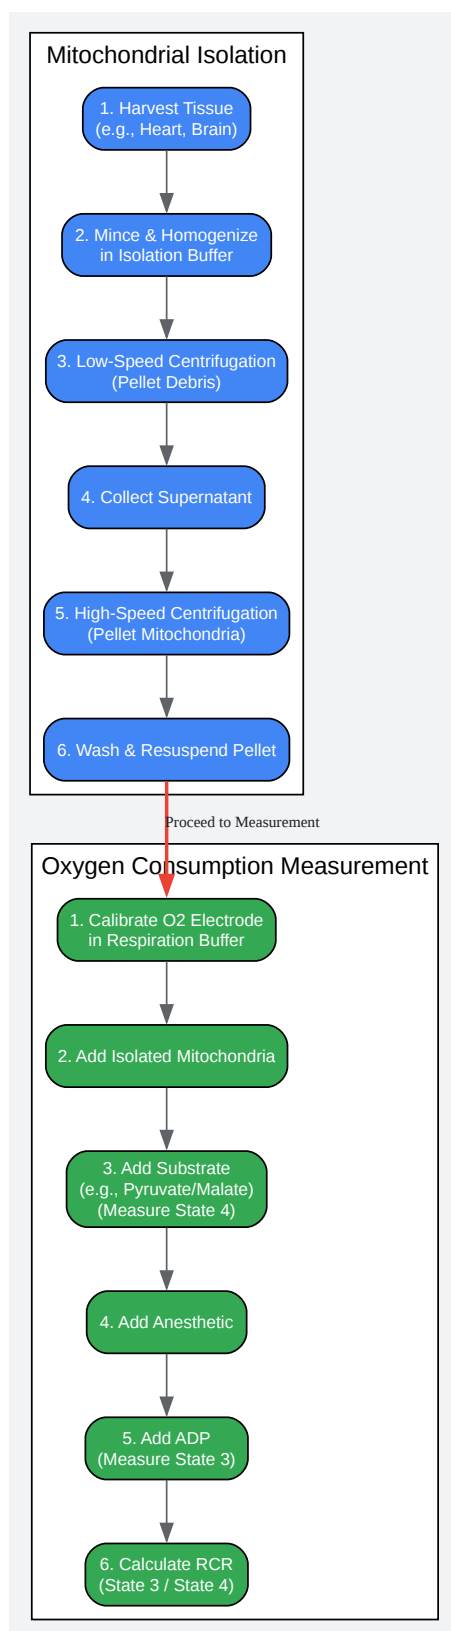 Mitochondrial Isolation
1. Harvest Tissue
(e.g., Heart, Brain)
2. Mince & Homogenize
in Isolation Buffer
3. Low-Speed Centrifugation
(Pellet Debris)
4. Collect Supernatant
5. High-Speed Centrifugation
(Pellet Mitochondria)
6. Wash & Resuspend Pellet
Proceed to Measurement
Oxygen Consumption Measurement
1. Calibrate O2 Electrode
in Respiration Buffer
2. Add Isolated Mitochondria
3. Add Substrate
(e.g., Pyruvate/Malate)
(Measure State 4)
4. Add Anesthetic
5. Add ADP
(Measure State 3)
6. Calculate RCR
(State 3 / State 4)